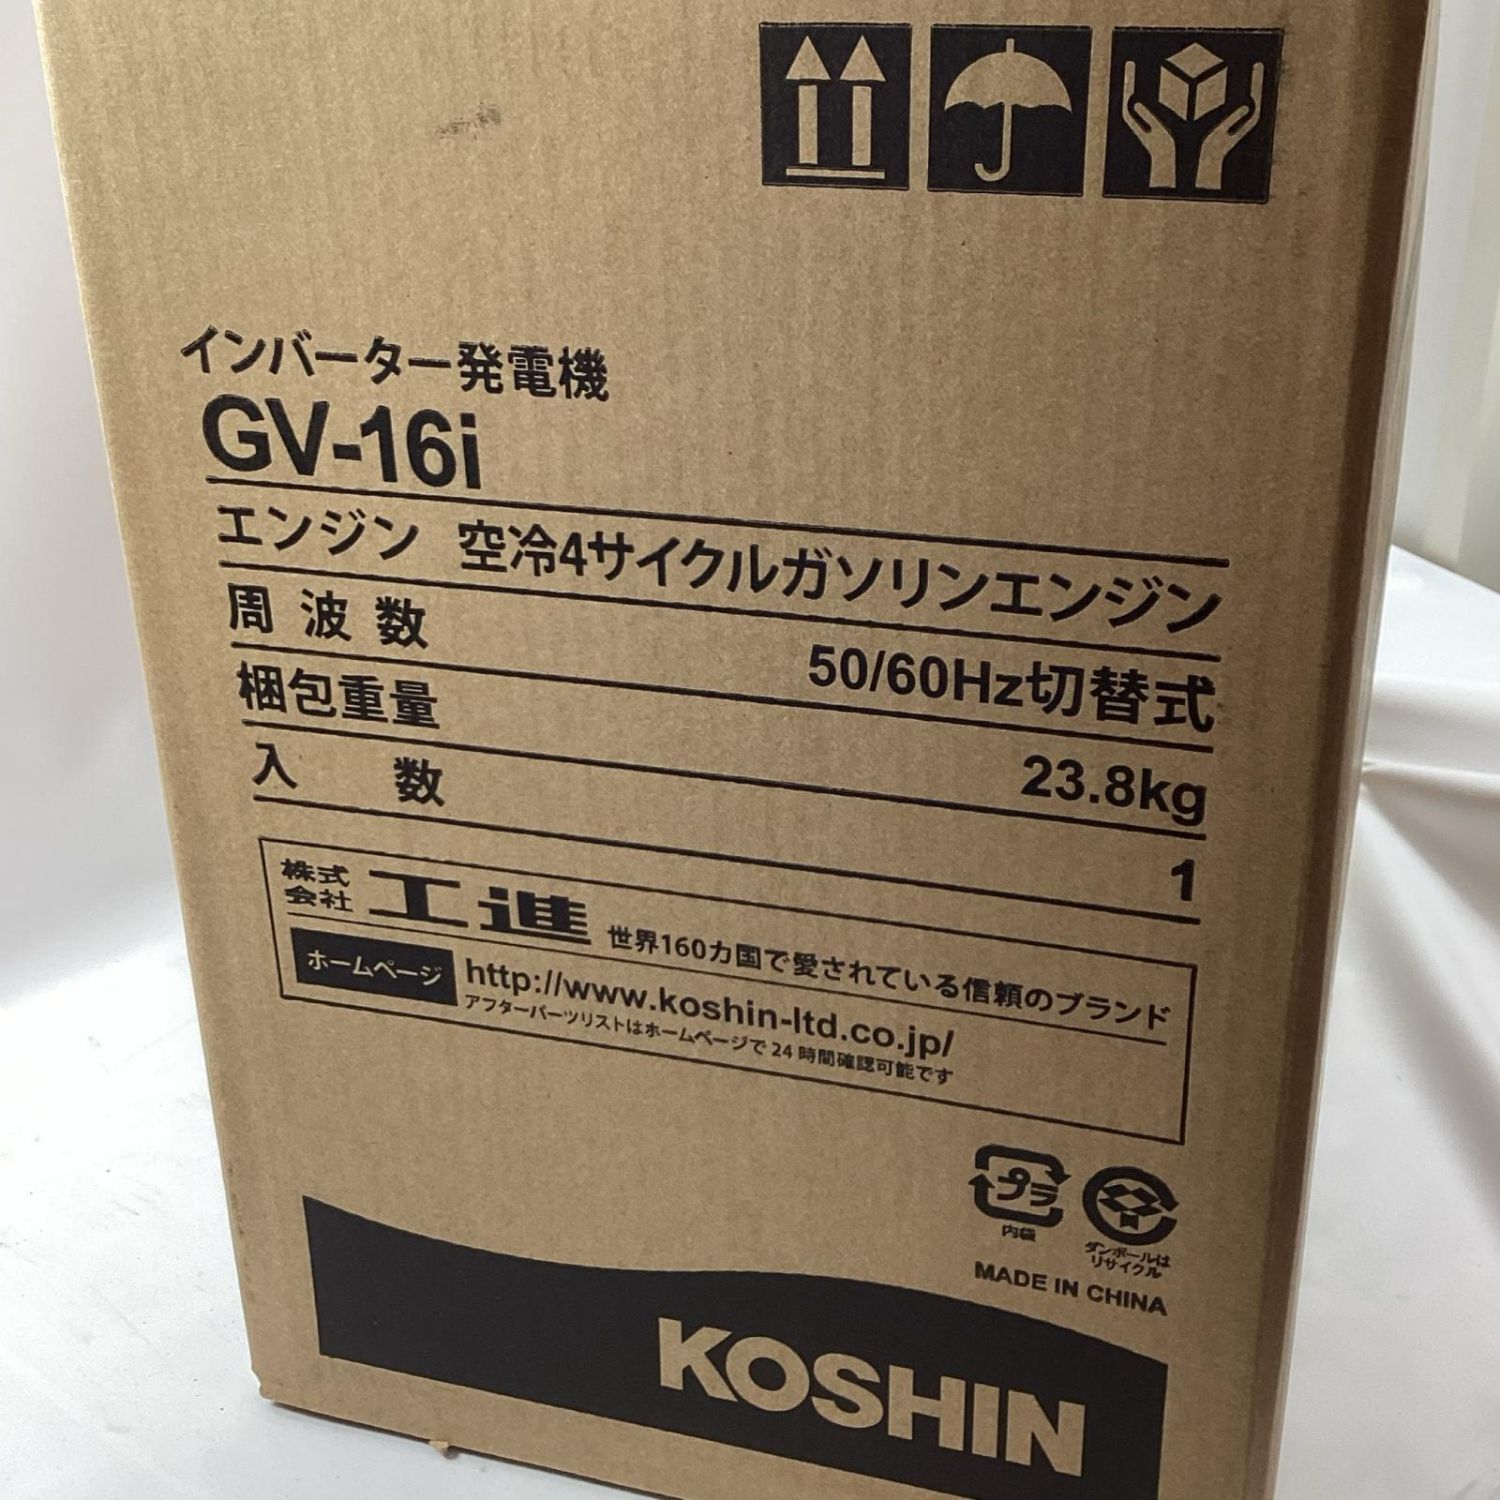 インバーター発電機
GV-16i
エンジン 空冷4サイクルガソリンエンジン
周波数 50/60Hz切替式
梱包重量 23.8kg
入数 1
株式会社 工進 世界160カ国で愛されている信頼のブランド
ホームページ http://www.koshin-ltd.co.jp/
アフターパーツリストはホームページで24時間確認可能です
プラ
内袋
ダンボールは
リサイクル
MADE IN CHINA
KOSHIN